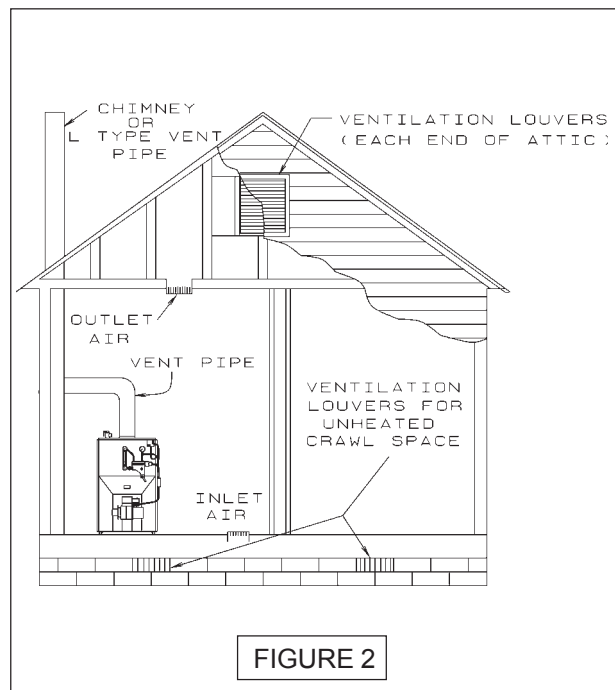 CHIMNEY
OR
L TYPE VENT
PIPE
VENTILATION LOUVERS
(EACH END OF ATTIC)
OUTLET
AIR
VENT PIPE
VENTILATION
LOUVERS FOR
UNHEATED
CRAWL SPACE
INLET
AIR
FIGURE 2